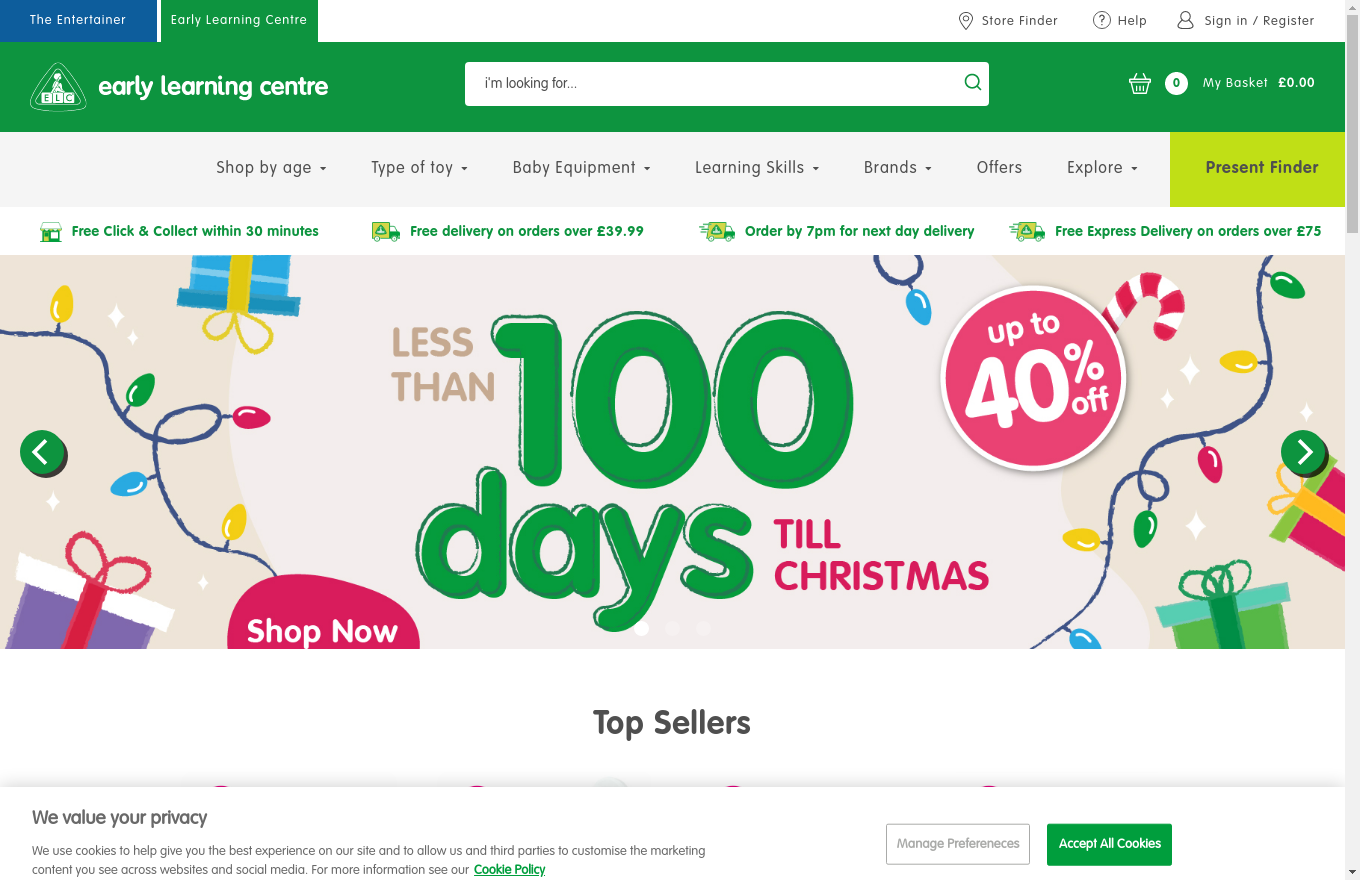 The Entertainer
Early Learning Centre
Store Finder
Help
Sign in / Register
ELC
early learning centre
i'm looking for...
0
My Basket £0.00
Shop by age
Type of toy
Baby Equipment
Learning Skills
Brands
Offers
Explore
Present Finder
Free Click & Collect within 30 minutes
Free delivery on orders over £39.99
Order by 7pm for next day delivery
Free Express Delivery on orders over £75
LESS
THAN
100
days
TILL
CHRISTMAS
up to
40%
off
Shop Now
Top Sellers
We value your privacy
We use cookies to help give you the best experience on our site and to allow us and third parties to customise the marketing
content you see across websites and social media. For more information see our Cookie Policy
Manage Prefereneces
Accept All Cookies